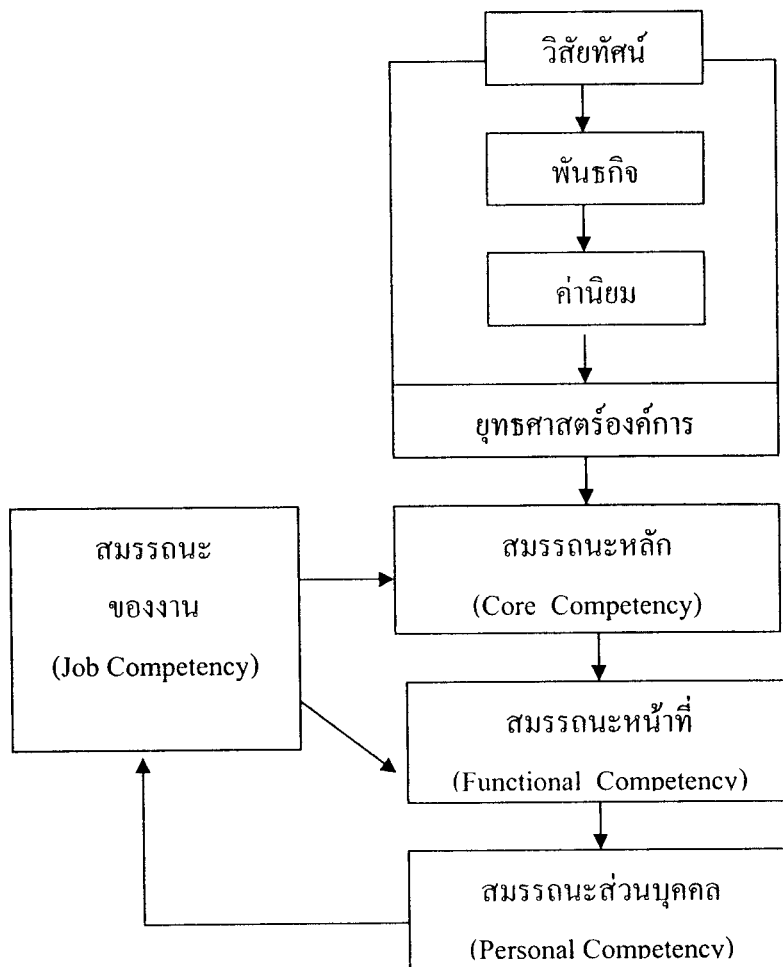 วิสัยทัศน์
พันธกิจ
ค่านิยม
ยุทธศาสตร์องค์การ
สมรรถนะ
ของงาน
(Job Competency)
สมรรถนะหลัก
(Core Competency)
สมรรถนะหน้าที่
(Functional Competency)
สมรรถนะส่วนบุคคล
(Personal Competency)